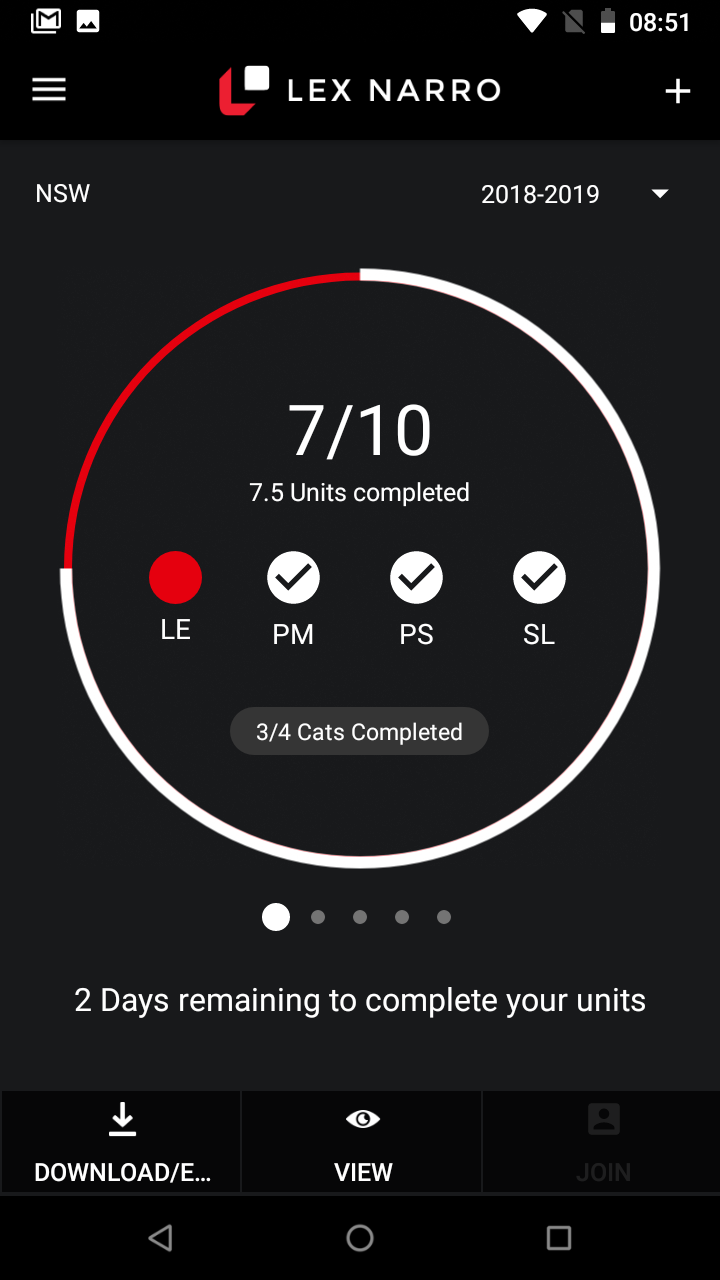 08:51
LEX NARRO
NSW
2018-2019
7/10
7.5 Units completed
LE
PM
PS
SL
3/4 Cats Completed
2 Days remaining to complete your units
DOWNLOAD/E...
VIEW
JOIN